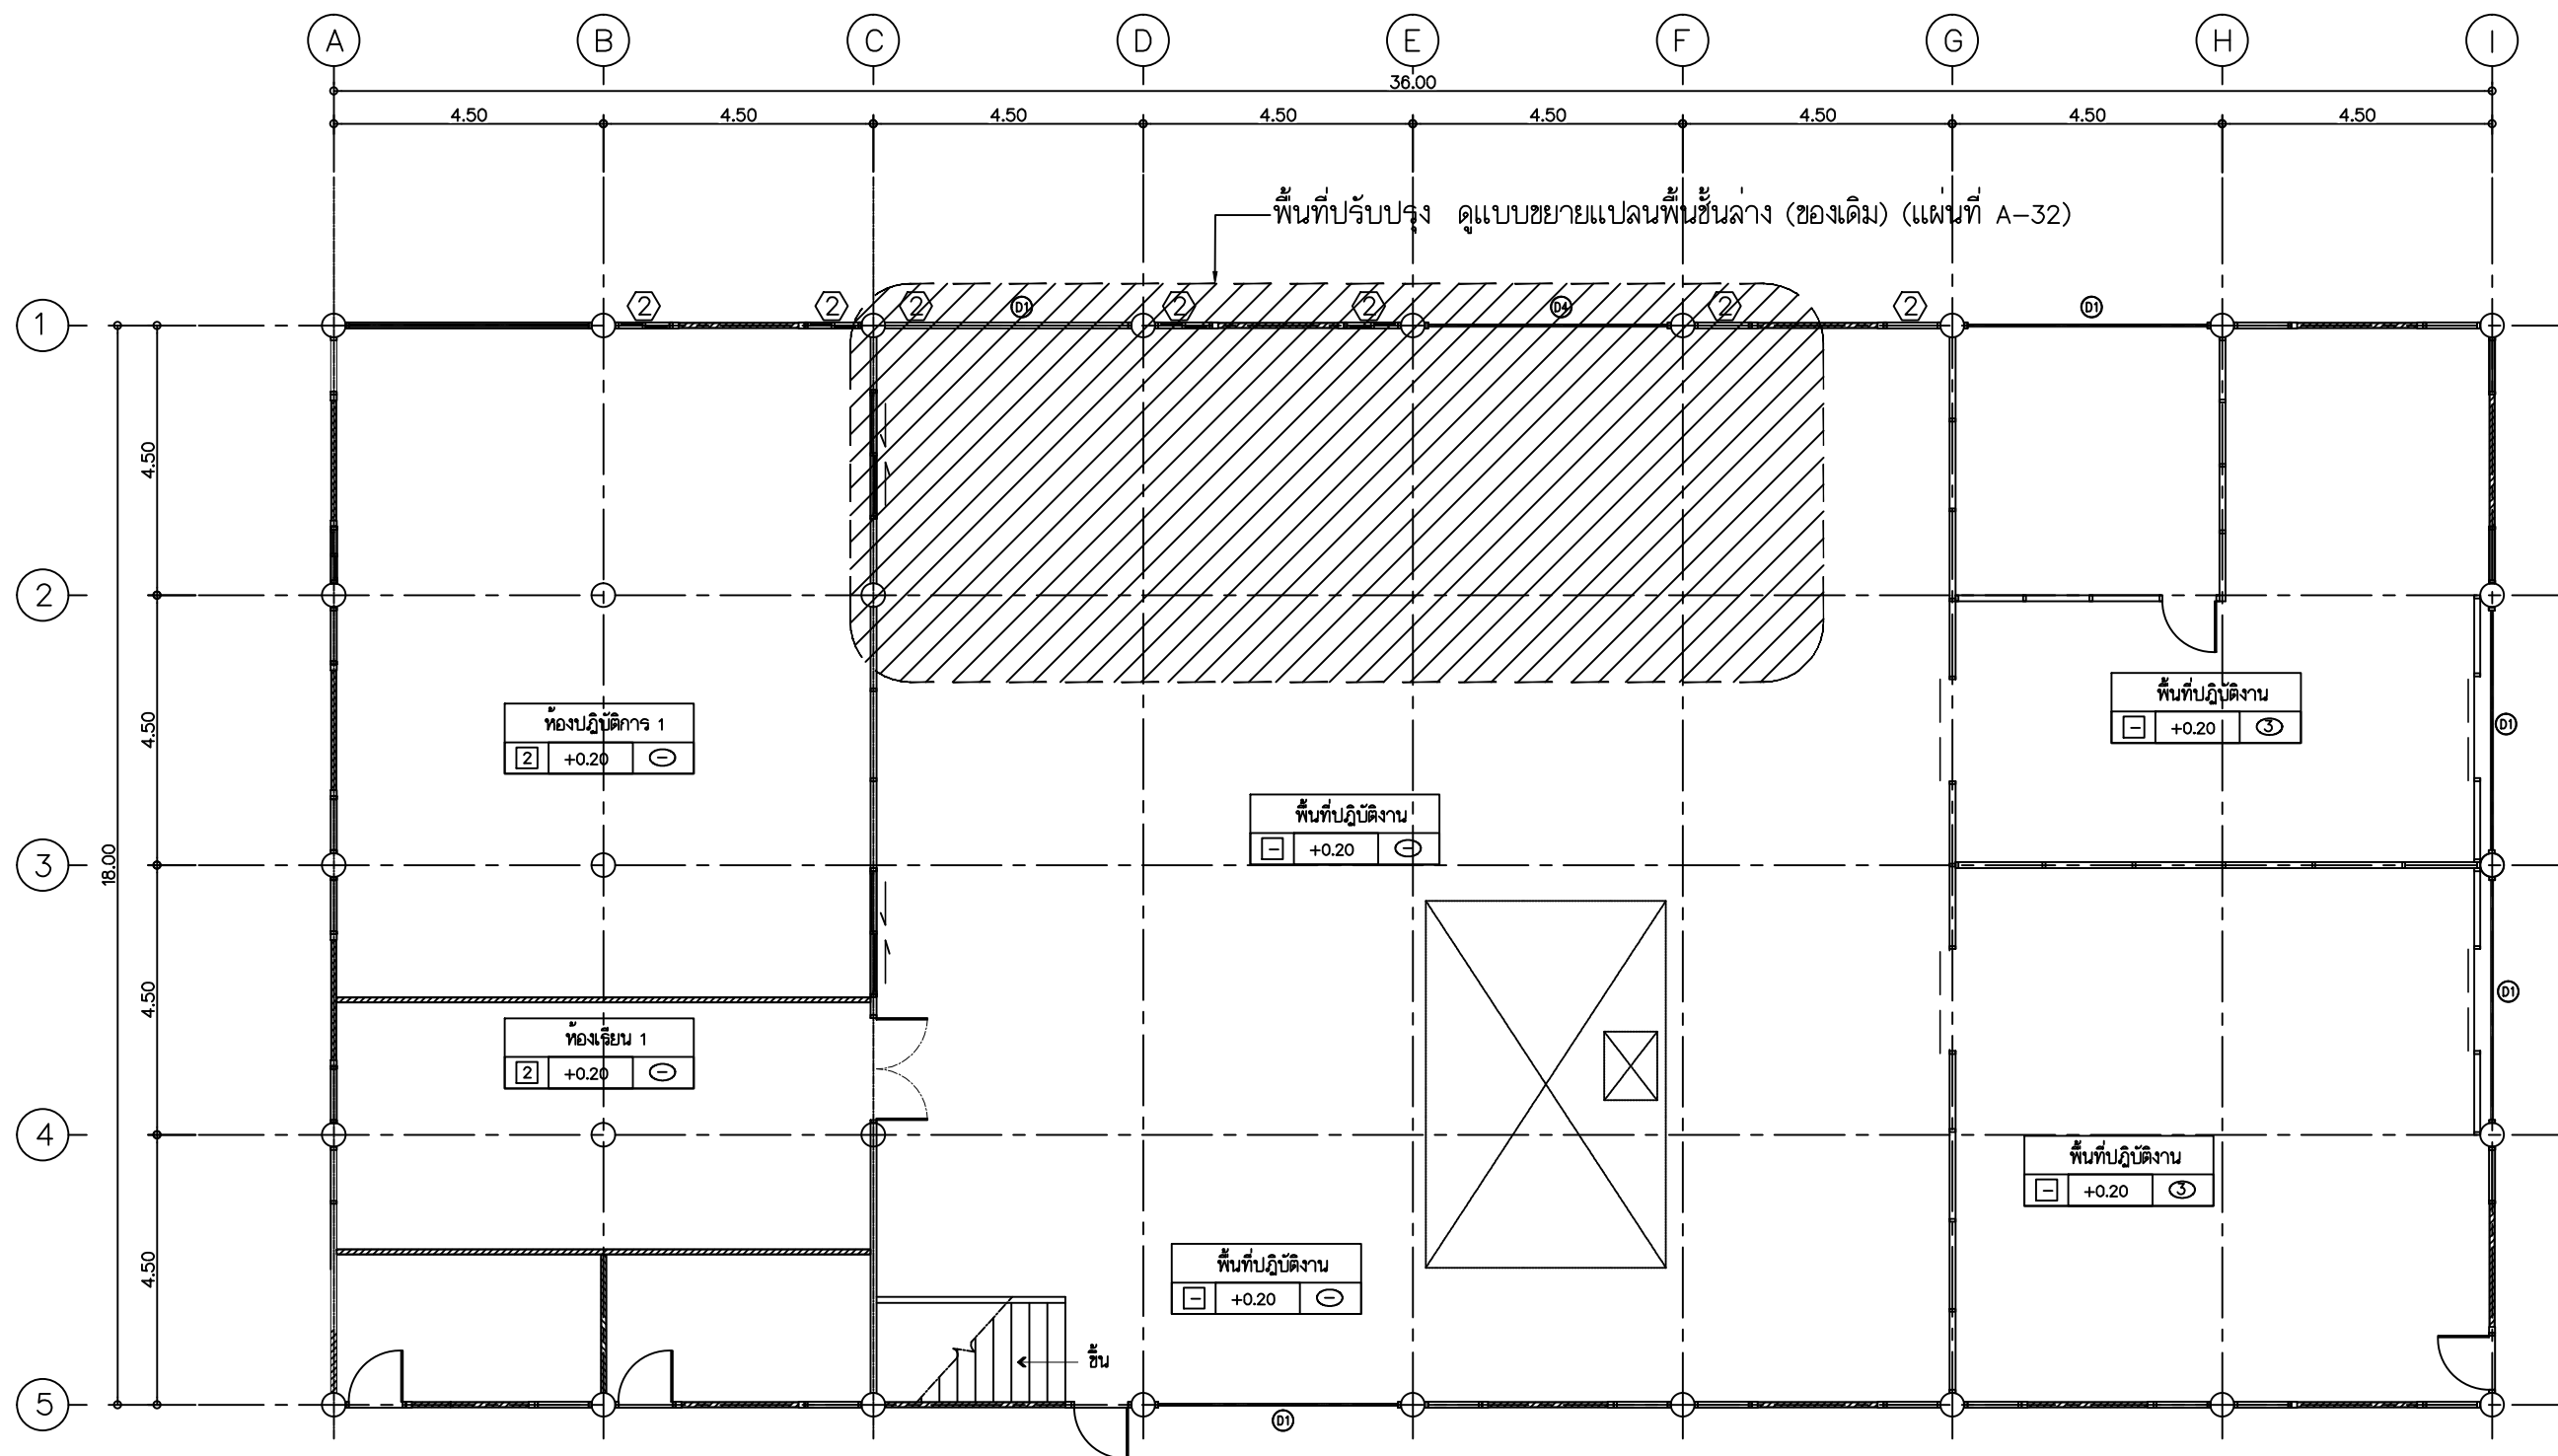 A B C D E F G H I
36.00
4.50 4.50 4.50 4.50 4.50 4.50 4.50 4.50
พื้นที่ปรับปรุง ดูแบบขยายแปลนพื้นชั้นล่าง (ของเดิม) (แผ่นที่ A-32)
1
2 2 2 D1 2 2 D4 2 2 D1
4.50
2
พื้นที่ปฏิบัติงาน
- +0.20 3
D1
ห้องปฏิบัติการ 1
2 +0.20 -
4.50
พื้นที่ปฏิบัติงาน
- +0.20 -
3
18.00
4.50
D1
ห้องเรียน 1
2 +0.20 -
4
พื้นที่ปฏิบัติงาน
- +0.20 3
4.50
พื้นที่ปฏิบัติงาน
- +0.20 -
ขึ้น
5
D1